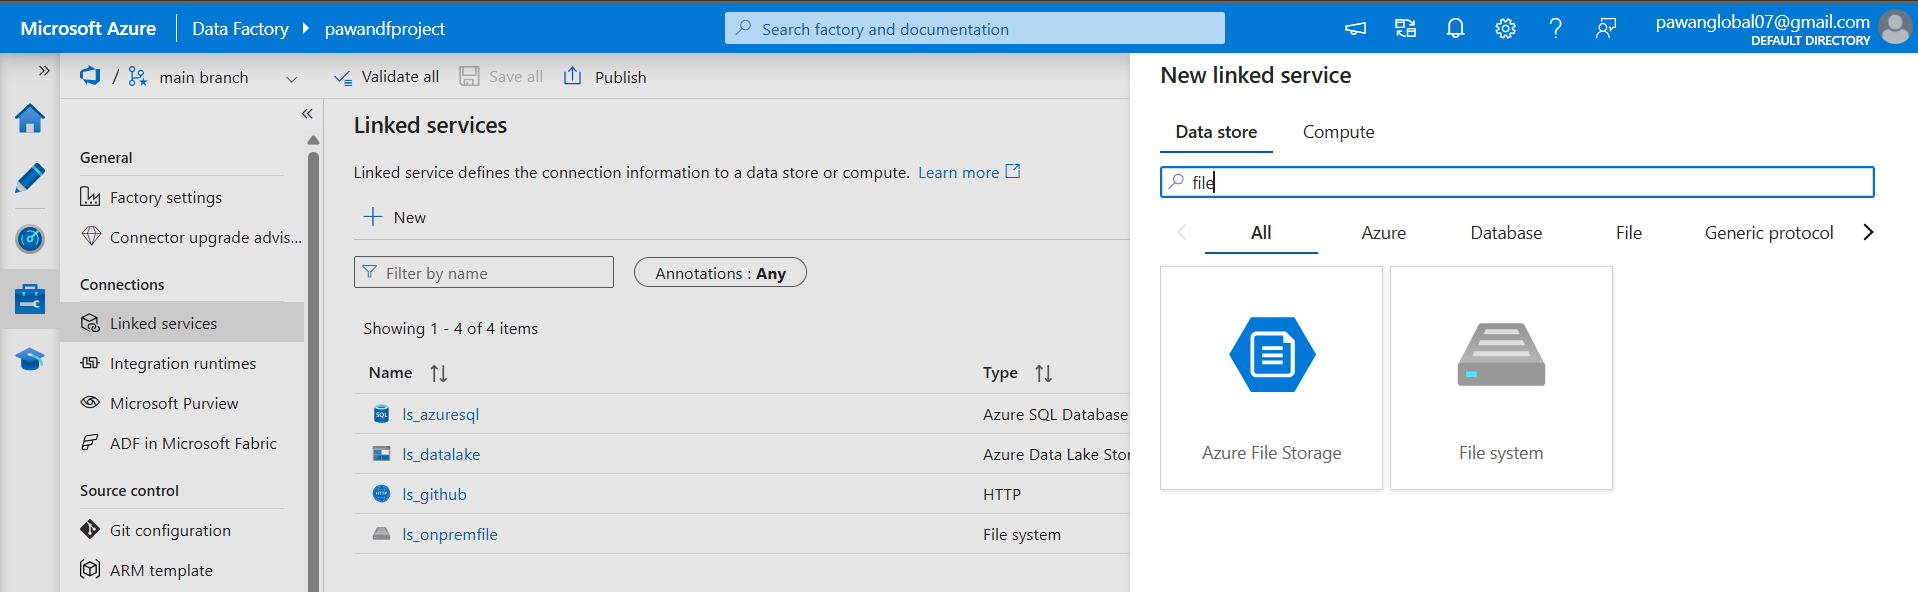 Microsoft Azure
Data Factory
pawandfproject
Search factory and documentation
pawanglobal07@gmail.com
DEFAULT DIRECTORY
/ main branch
Validate all
Save all
Publish
General
Factory settings
Connector upgrade advis...
Connections
Linked services
Integration runtimes
Microsoft Purview
ADF in Microsoft Fabric
Source control
Git configuration
ARM template
Linked services
Linked service defines the connection information to a data store or compute. Learn more
New
Filter by name
Annotations : Any
Showing 1 - 4 of 4 items
Name Type
ls_azuresql Azure SQL Database
ls_datalake Azure Data Lake Stor
ls_github HTTP
ls_onpremfile File system
New linked service
Data store Compute
file
All Azure Database File Generic protocol
Azure File Storage
File system